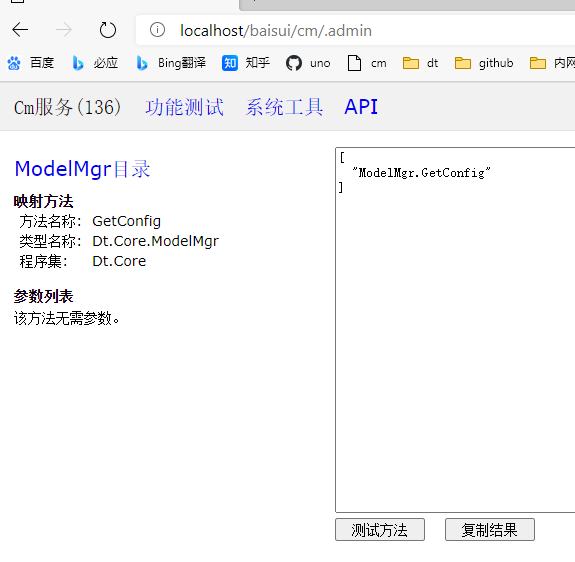 localhost/baisui/cm/.admin
百度 必应 Bing翻译 知乎 uno cm dt github 内网
Cm服务(136) 功能测试 系统工具 API
ModelMgr目录
映射方法
方法名称: GetConfig
类型名称: Dt.Core.ModelMgr
程序集: Dt.Core
参数列表
该方法无需参数。
[
"ModelMgr.GetConfig"
]
测试方法 复制结果